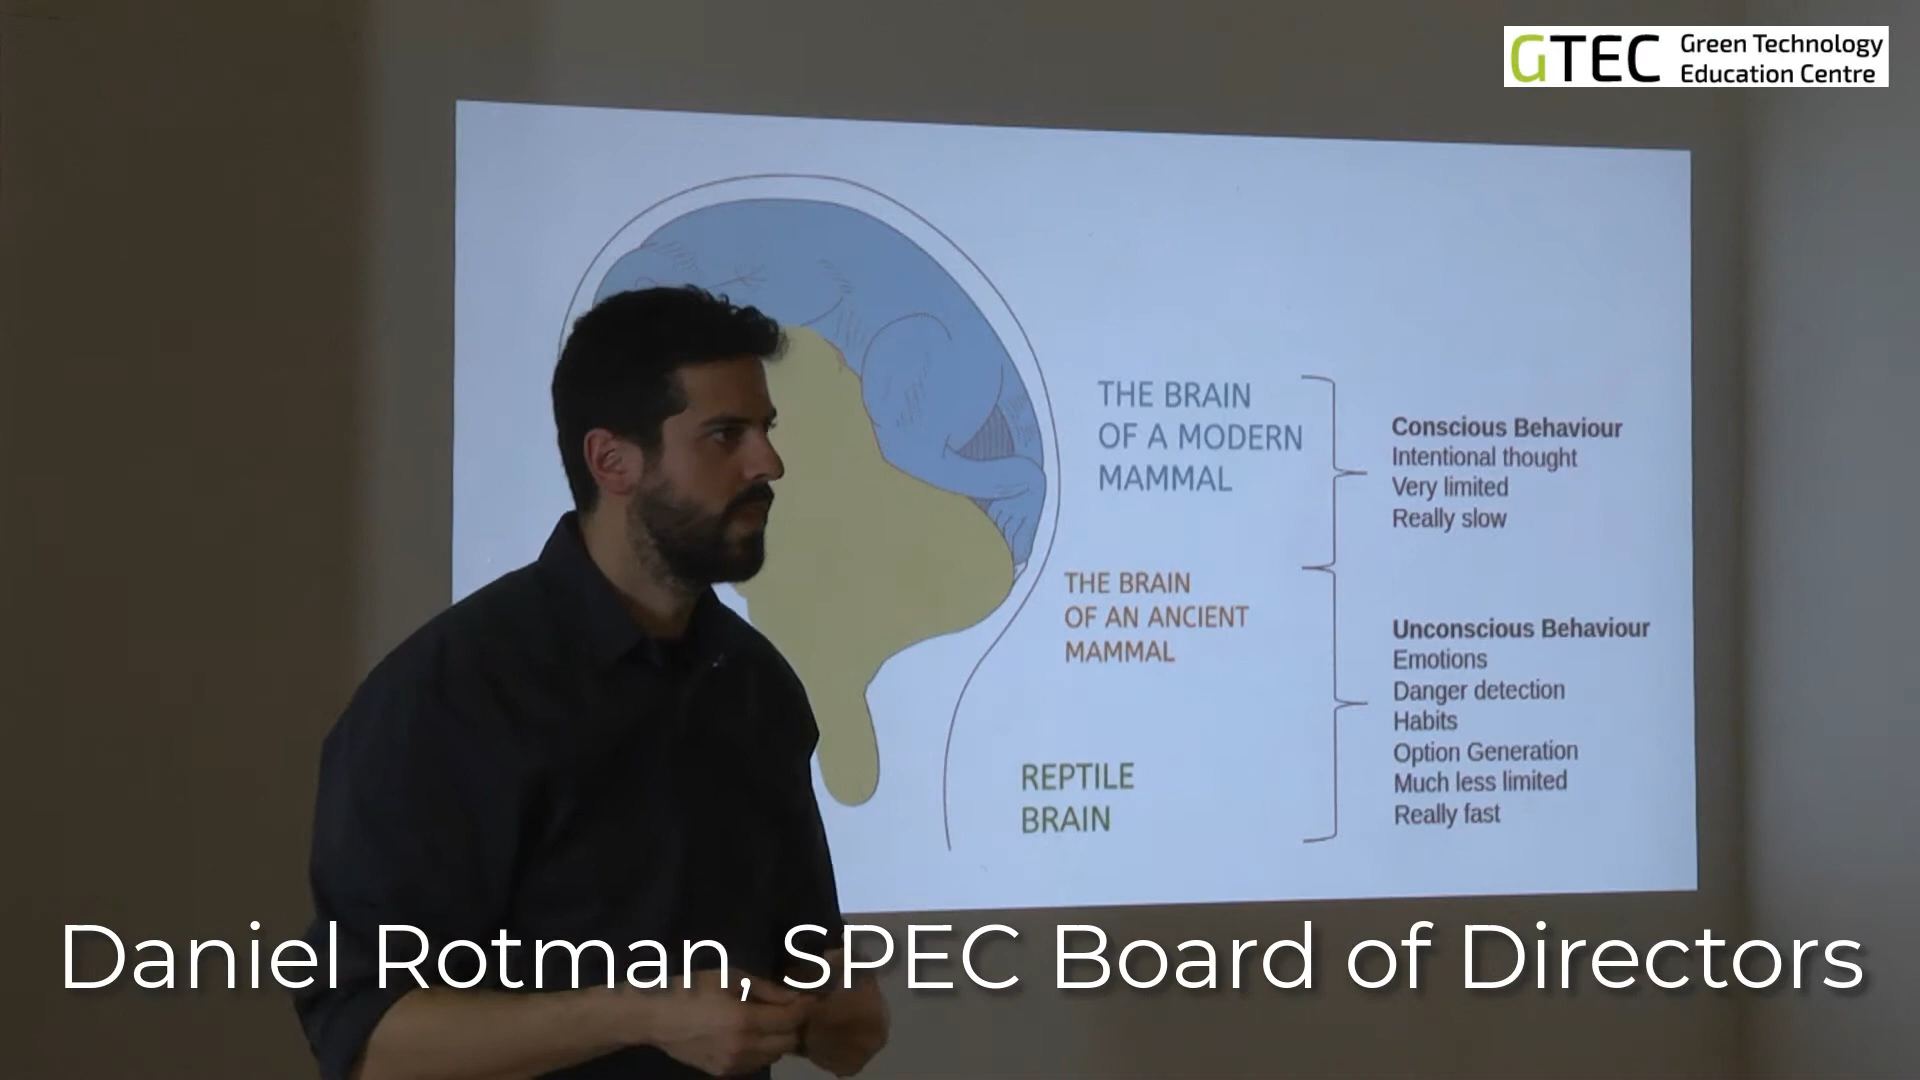 GTEC
Green Technology
Education Centre
THE BRAIN
OF A MODERN
MAMMAL
Conscious Behaviour
Intentional thought
Very limited
Really slow
THE BRAIN
OF AN ANCIENT
MAMMAL
Unconscious Behaviour
Emotions
Danger detection
Habits
Option Generation
Much less limited
Really fast
REPTILE
BRAIN
Daniel Rotman, SPEC Board of Directors